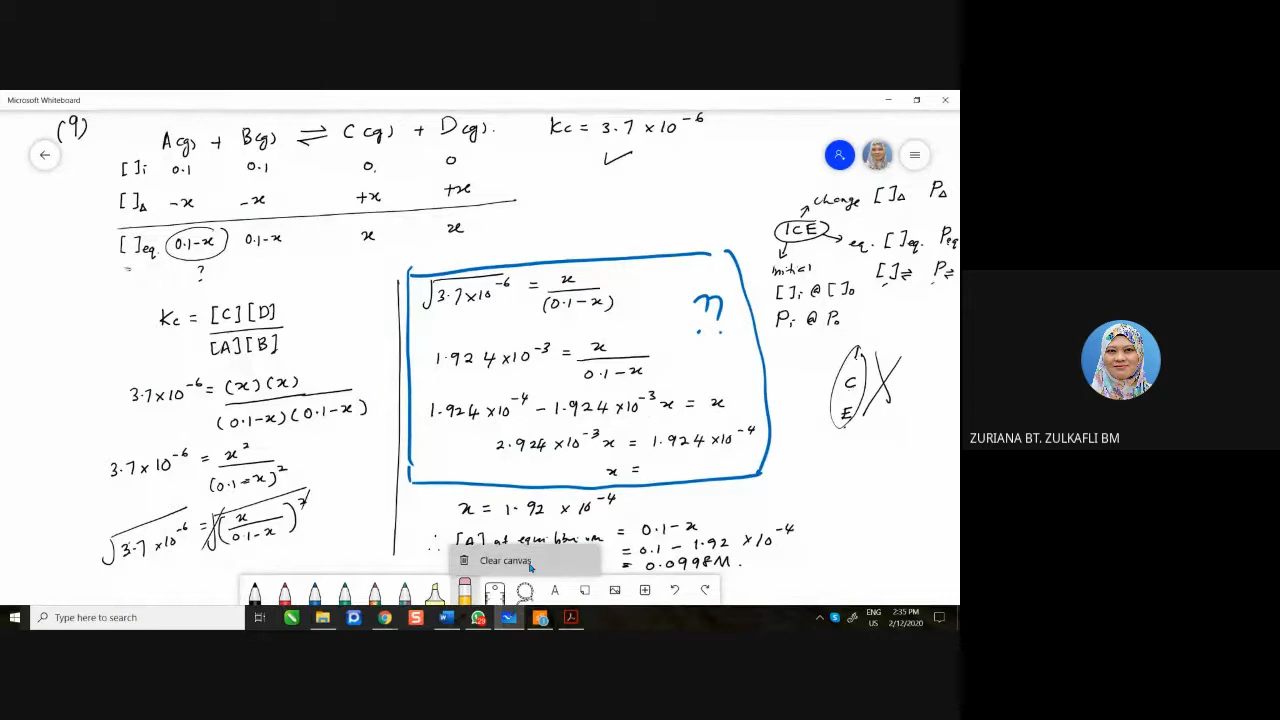 Microsoft Whiteboard
(9)
A(g) + B(g) ⇌ C(g) + D(g). Kc = 3.7 × 10⁻⁶
[ ]i 0.1 0.1 0. 0
[ ]Δ -x -x +x +x
[ ]eq. 0.1-x 0.1-x x x
?
Kc = [C][D]
[A][B]
3.7 × 10⁻⁶ = (x)(x)
(0.1-x)(0.1-x)
3.7 × 10⁻⁶ = x²
(0.1-x)²
√3.7 × 10⁻⁶ = √(x
0.1-x)²
√3.7 × 10⁻⁶ = x
(0.1-x)
1.924 × 10⁻³ = x
0.1-x
1.924 × 10⁻⁴ - 1.924 × 10⁻³ x = x
2.924 × 10⁻³ x = 1.924 × 10⁻⁴
x =
x = 1.92 × 10⁻⁴
∴ [A] at equilibrium = 0.1-x
= 0.1 - 1.92 × 10⁻⁴
= 0.0998M.
change [ ]Δ PΔ
ICE
eq. [ ]eq. Peq
initial [ ]⇌ P⇌
[ ]i @ [ ]o
Pi @ Po
I
C
E
Clear canvas
Type here to search
29
ENG
US
2:35 PM
2/12/2020
ZURIANA BT. ZULKAFLI BM